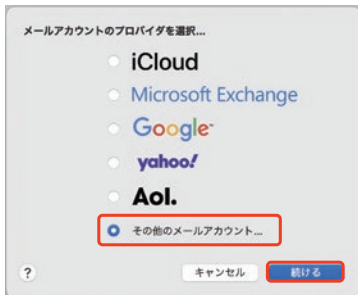 メールアカウントのプロバイダを選択...
iCloud
Microsoft Exchange
Google
yahoo!
Aol.
その他のメールアカウント...
?
キャンセル
続ける